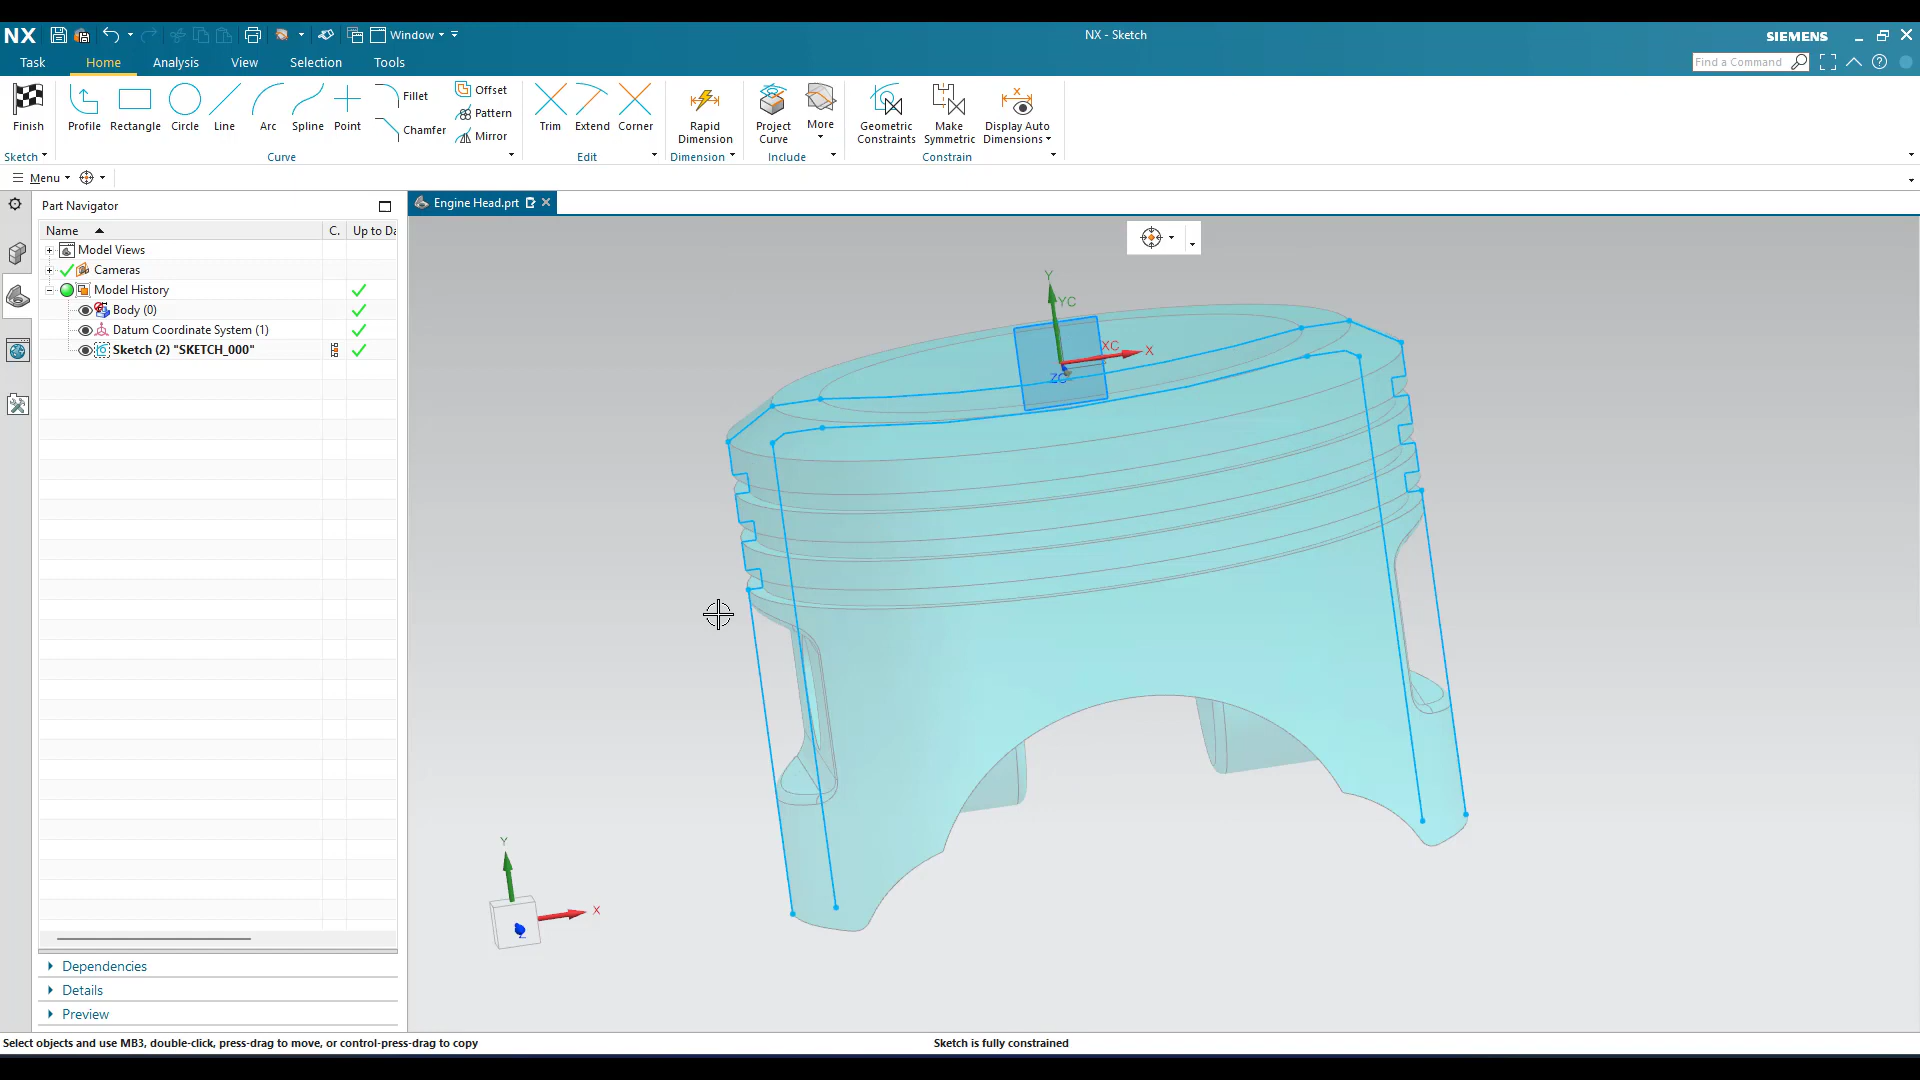 NX
Window
NX - Sketch
SIEMENS
Task
Home
Analysis
View
Selection
Tools
Find a Command
Finish
Profile
Rectangle
Circle
Line
Arc
Spline
Point
Fillet
Chamfer
Offset
Pattern
Mirror
Trim
Extend
Corner
Rapid
Dimension
Project
Curve
More
Geometric
Constraints
Make
Symmetric
Display Auto
Dimensions
Sketch
Curve
Edit
Dimension
Include
Constrain
Menu
Part Navigator
Engine Head.prt
Name
C.
Up to Da
Model Views
Cameras
Model History
Body (0)
Datum Coordinate System (1)
Sketch (2) "SKETCH_000"
Y
YC
XC
X
ZC
Y
X
Z
Dependencies
Details
Preview
Select objects and use MB3, double-click, press-drag to move, or control-press-drag to copy
Sketch is fully constrained